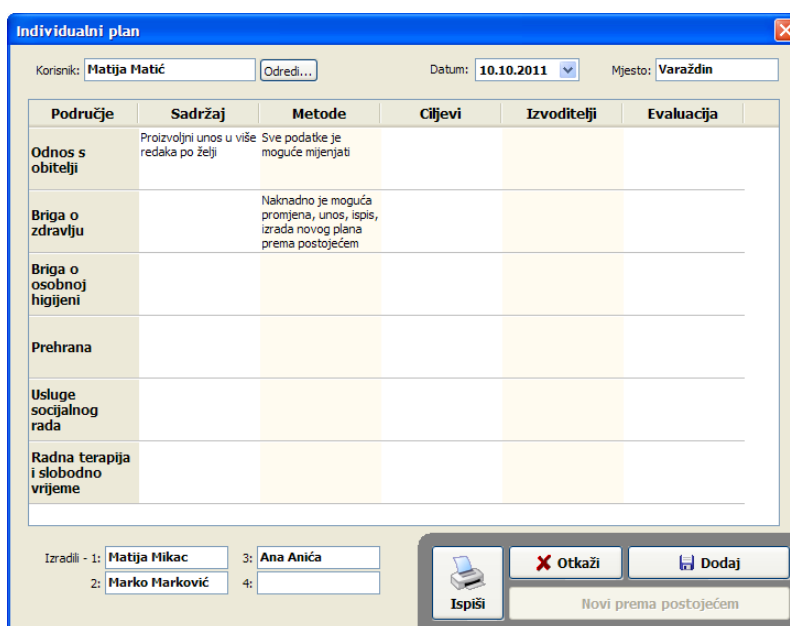 Individualni plan
Korisnik: Matija Matić Odredi... Datum: 10.10.2011 Mjesto: Varaždin
Područje Sadržaj Metode Ciljevi Izvoditelji Evaluacija
Odnos s
obitelji
Proizvoljni unos u više
redaka po želji
Sve podatke je
moguće mijenjati
Briga o
zdravlju
Naknadno je moguća
promjena, unos, ispis,
izrada novog plana
prema postojećem
Briga o
osobnoj
higijeni
Prehrana
Usluge
socijalnog
rada
Radna terapija
i slobodno
vrijeme
Izradili - 1: Matija Mikac 3: Ana Anića
2: Marko Marković 4:
Ispiši
Otkaži
Dodaj
Novi prema postojećem